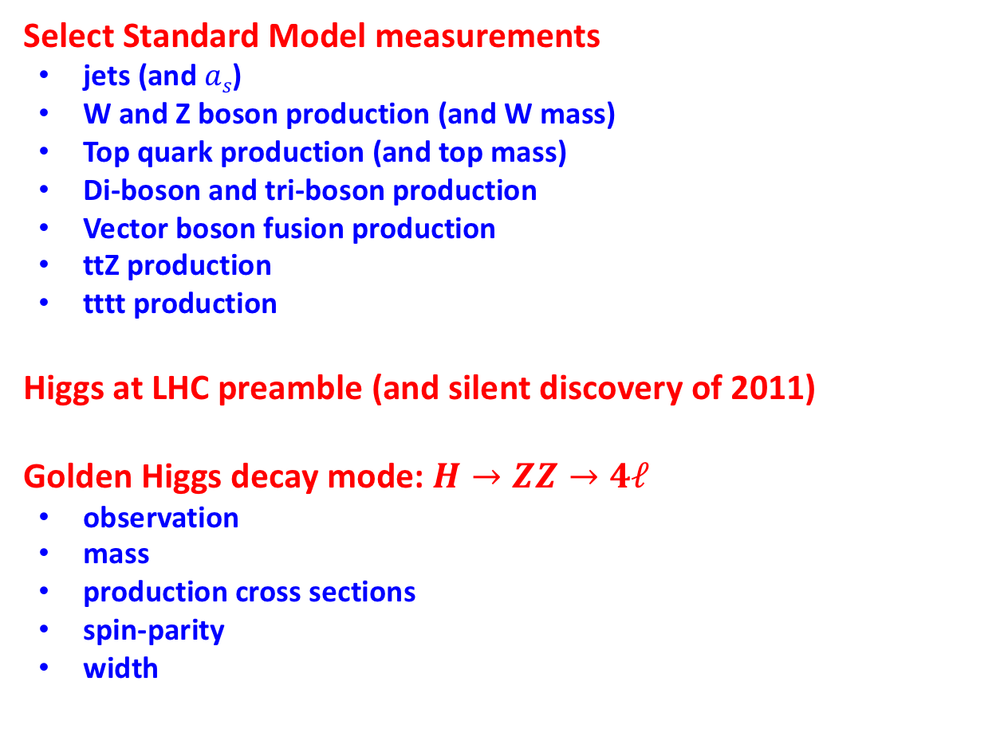 Select Standard Model measurements
• jets (and $a_s$)
• W and Z boson production (and W mass)
• Top quark production (and top mass)
• Di-boson and tri-boson production
• Vector boson fusion production
• ttZ production
• tttt production
Higgs at LHC preamble (and silent discovery of 2011)
Golden Higgs decay mode: $H \rightarrow ZZ \rightarrow 4\ell$
• observation
• mass
• production cross sections
• spin-parity
• width